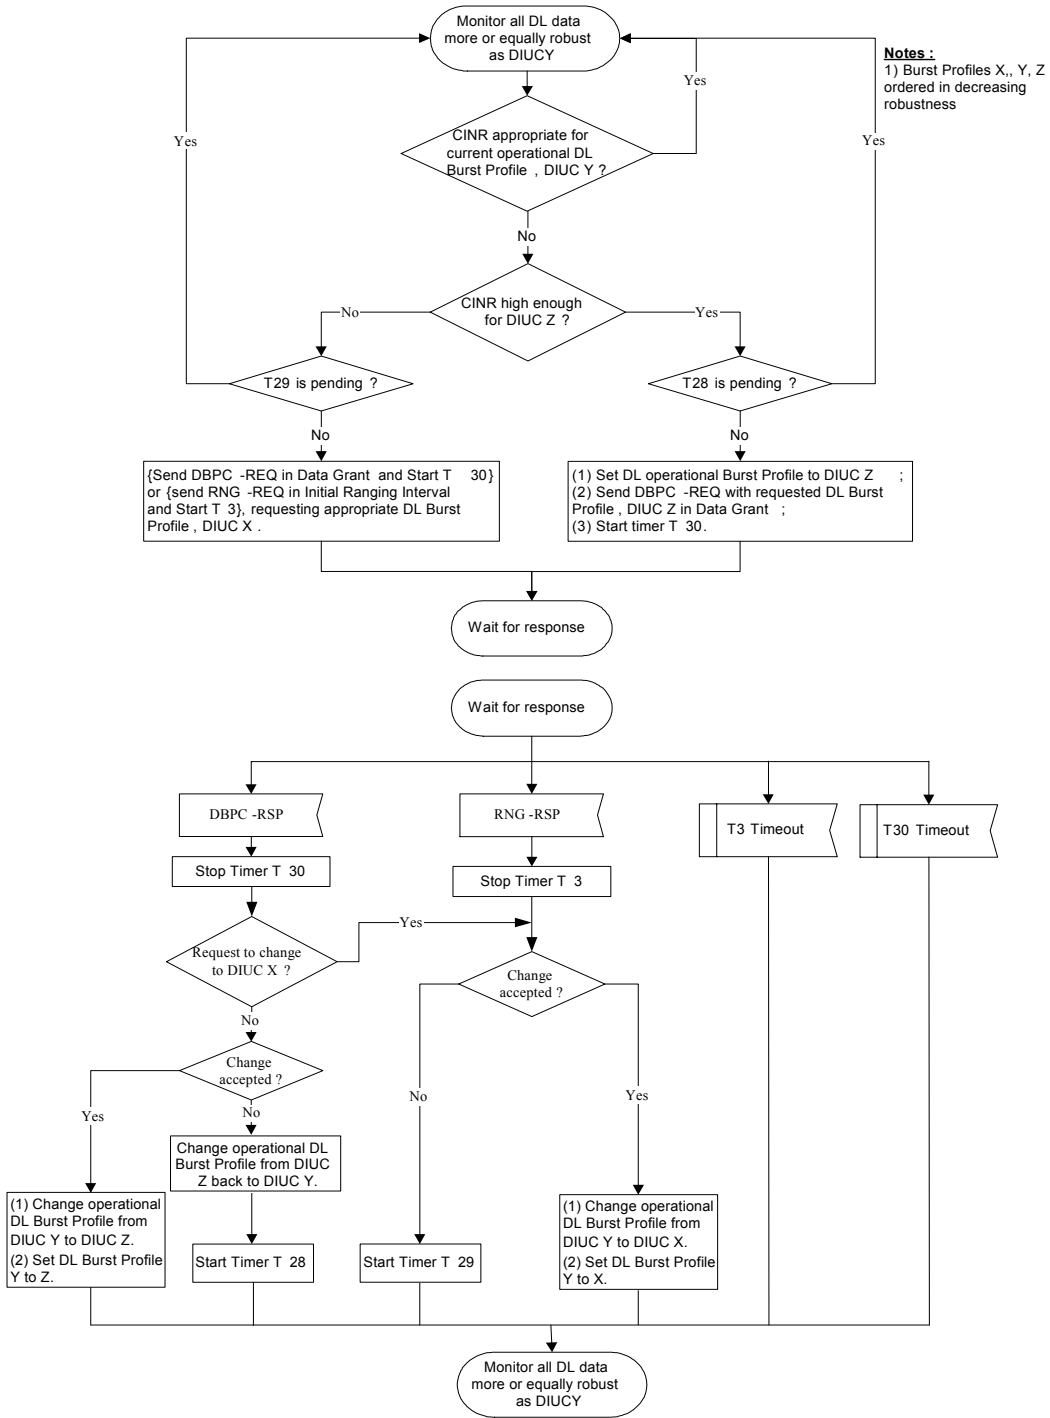 Monitor all DL data
more or equally robust
as DIUCY
Notes :
1) Burst Profiles X,, Y, Z
ordered in decreasing
robustness
Yes
Yes
Yes
CINR appropriate for
current operational DL
Burst Profile , DIUC Y ?
No
CINR high enough
for DIUC Z ?
No
Yes
T29 is pending ?
T28 is pending ?
No
No
{Send DBPC -REQ in Data Grant and Start T 30}
or {send RNG -REQ in Initial Ranging Interval
and Start T 3}, requesting appropriate DL Burst
Profile , DIUC X .
(1) Set DL operational Burst Profile to DIUC Z ;
(2) Send DBPC -REQ with requested DL Burst
Profile , DIUC Z in Data Grant ;
(3) Start timer T 30.
Wait for response
Wait for response
DBPC -RSP
RNG -RSP
T3 Timeout
T30 Timeout
Stop Timer T 30
Stop Timer T 3
Yes
Request to change
to DIUC X ?
Change
accepted ?
No
Change
accepted ?
Yes
No
No
Yes
Change operational DL
Burst Profile from DIUC
Z back to DIUC Y.
(1) Change operational
DL Burst Profile from
DIUC Y to DIUC Z.
(2) Set DL Burst Profile
Y to Z.
Start Timer T 28
Start Timer T 29
(1) Change operational
DL Burst Profile from
DIUC Y to DIUC X.
(2) Set DL Burst Profile
Y to X.
Monitor all DL data
more or equally robust
as DIUCY